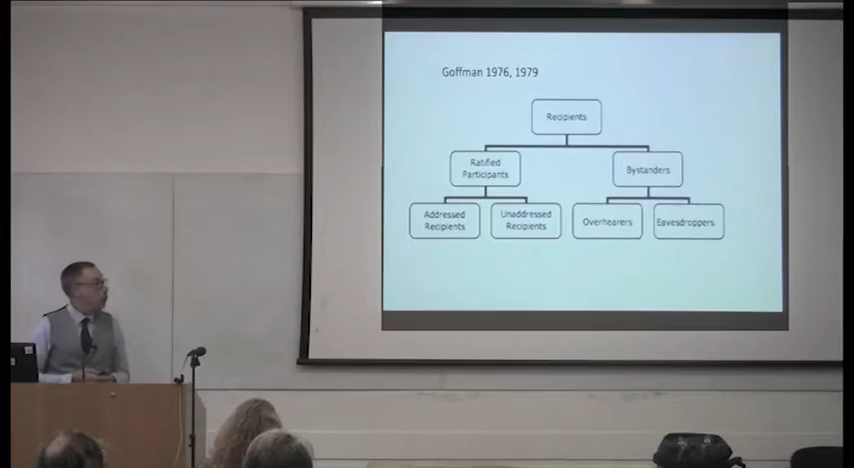 Goffman 1976, 1979
Recipients
Ratified
Participants
Bystanders
Addressed
Recipients
Unaddressed
Recipients
Overhearers
Eavesdroppers